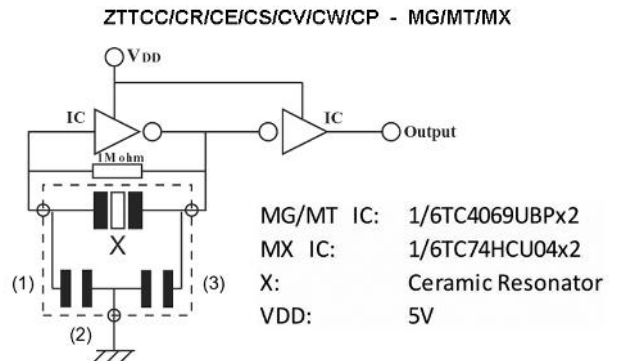 ZTTCC/CR/CE/CS/CV/CW/CP - MG/MT/MX
VDD
IC
IC
Output
1M ohm
MG/MT IC: 1/6TC4069UBPx2
X
MX IC: 1/6TC74HCU04x2
(1)
(3)
X: Ceramic Resonator
VDD: 5V
(2)